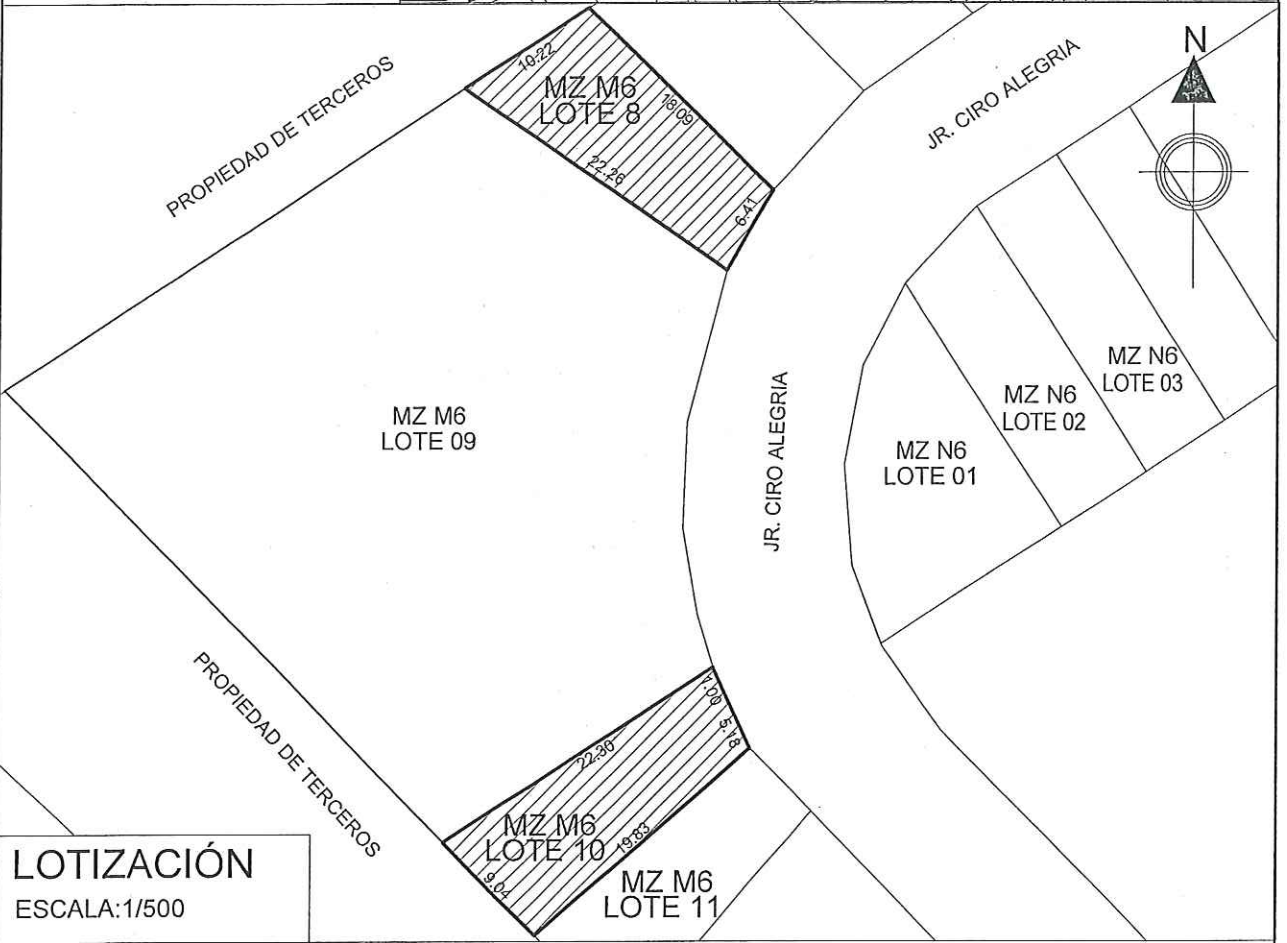 N
JR. CIRO ALEGRIA
PROPIEDAD DE TERCEROS
10.22
MZ M6
LOTE 8
18.09
22.26
6.41
MZ M6
LOTE 09
JR. CIRO ALEGRIA
MZ N6
LOTE 01
MZ N6
LOTE 02
MZ N6
LOTE 03
PROPIEDAD DE TERCEROS
1.00
5.18
22.30
MZ M6
LOTE 10
19.83
9.04
MZ M6
LOTE 11
LOTIZACIÓN
ESCALA:1/500